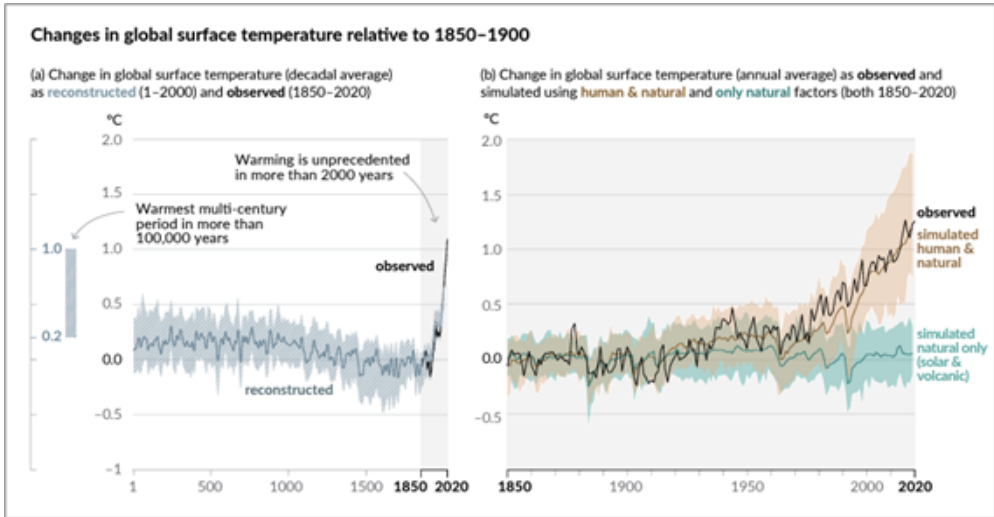 Changes in global surface temperature relative to 1850–1900
(a) Change in global surface temperature (decadal average)
as reconstructed (1–2000) and observed (1850–2020)
°C
2.0
1.5
1.0
0.5
0.0
–0.5
–1
1.0
0.2
Warming is unprecedented
in more than 2000 years
Warmest multi-century
period in more than
100,000 years
observed
reconstructed
1 500 1000 1500 1850 2020
(b) Change in global surface temperature (annual average) as observed and
simulated using human & natural and only natural factors (both 1850–2020)
°C
2.0
1.5
1.0
0.5
0.0
–0.5
observed
simulated
human &
natural
simulated
natural only
(solar &
volcanic)
1850 1900 1950 2000 2020